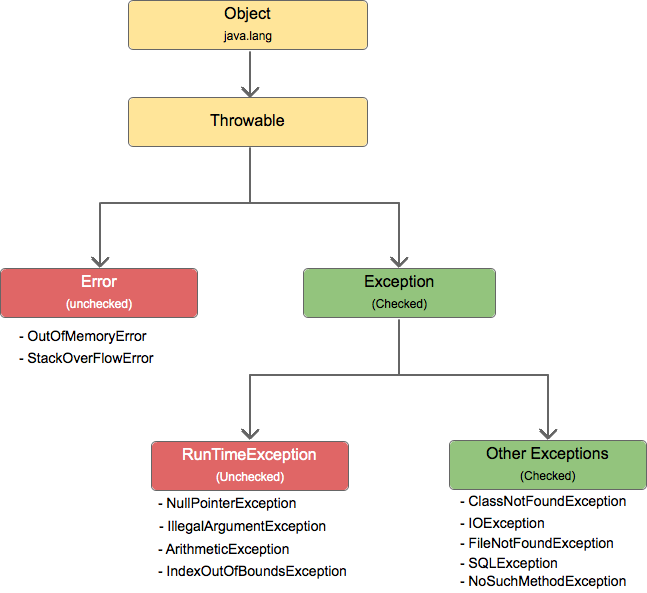 Object
java.lang
Throwable
Error
(unchecked)
- OutOfMemoryError
- StackOverFlowError
Exception
(Checked)
RunTimeException
(Unchecked)
- NullPointerException
- IllegalArgumentException
- ArithmeticException
- IndexOutOfBoundsException
Other Exceptions
(Checked)
- ClassNotFoundException
- IOException
- FileNotFoundException
- SQLException
- NoSuchMethodException